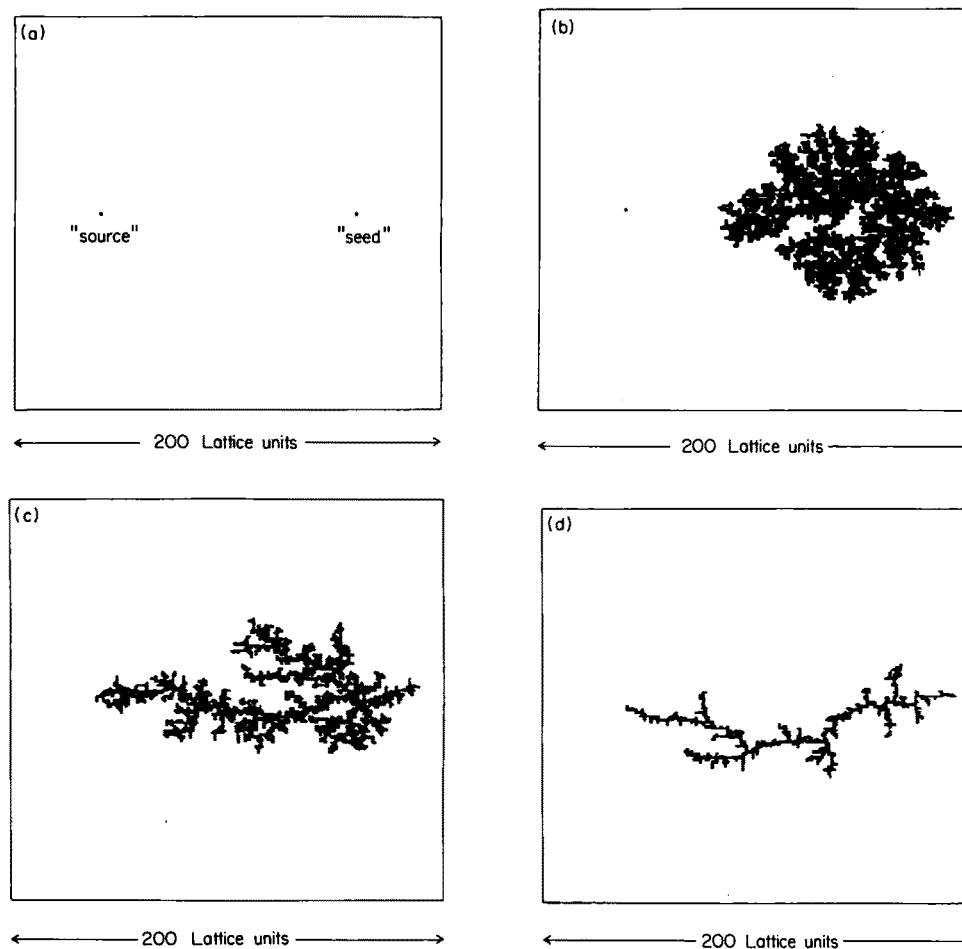 (a)
"source" "seed"
200 Lattice units
(b)
200 Lattice units
(c)
200 Lattice units
(d)
200 Lattice units